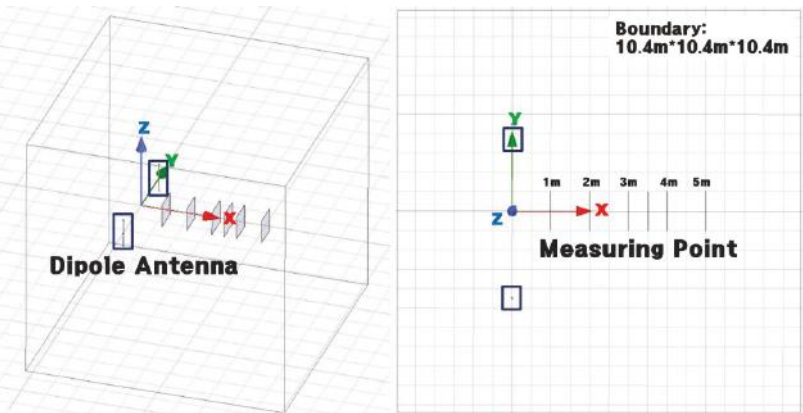 Z
Y
X
Dipole Antenna
Boundary:
10.4m*10.4m*10.4m
Y
1m 2m 3m 4m 5m
Z X
Measuring Point